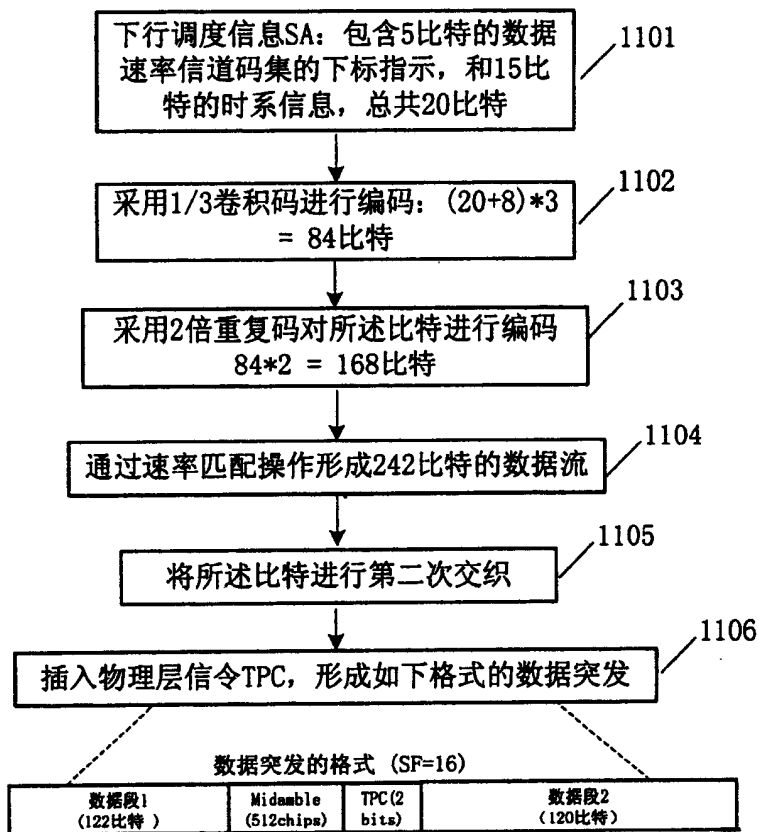 下行调度信息SA：包含5比特的数据
速率信道码集的下标指示，和15比
特的时系信息，总共20比特
1101
采用1/3卷积码进行编码：(20+8)*3
= 84比特
1102
采用2倍重复码对所述比特进行编码
84*2 = 168比特
1103
通过速率匹配操作形成242比特的数据流
1104
将所述比特进行第二次交织
1105
插入物理层信令TPC，形成如下格式的数据突发
1106
数据突发的格式 (SF=16)
数据段1
(122比特 )
Midamble
(512chips)
TPC(2
bits)
数据段2
(120比特)